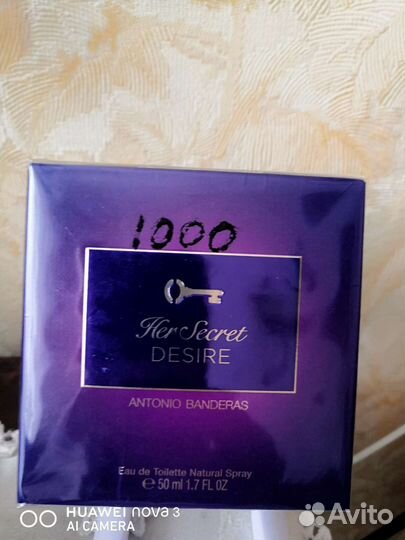 1000
Her Secret
DESIRE
ANTONIO BANDERAS
Eau de Toilette Natural Spray
℮ 50 ml 1.7 FL OZ
HUAWEI nova 3
AI CAMERA
Avito